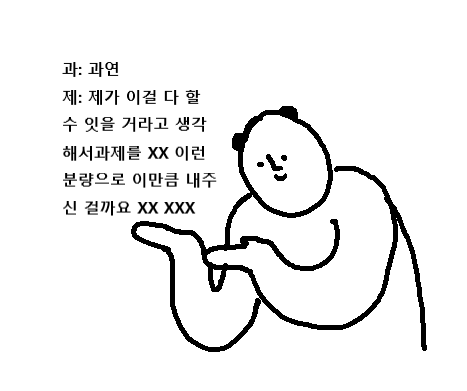 과: 과연
제: 제가 이걸 다 할
수 잇을 거라고 생각
해서과제를 XX 이런
분량으로 이만큼 내주
신 걸까요 XX XXX